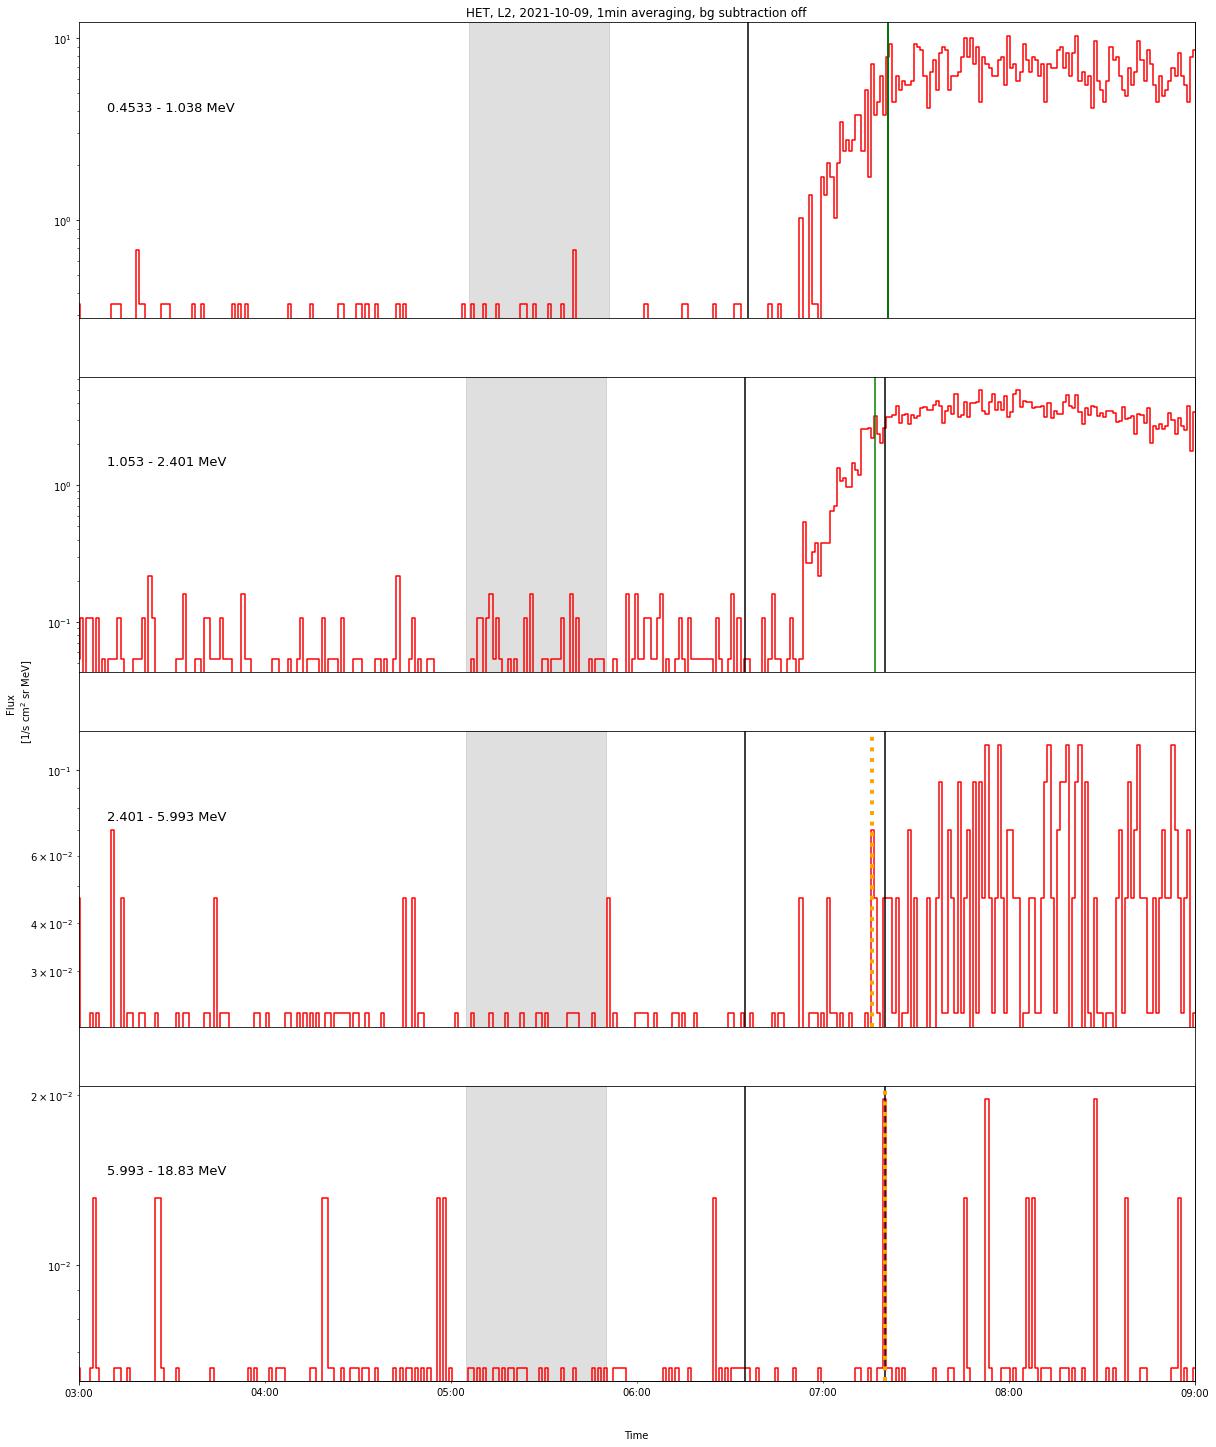 HET, L2, 2021-10-09, 1min averaging, bg subtraction off
10¹
0.4533 - 1.038 MeV
10⁰
1.053 - 2.401 MeV
10⁰
10⁻¹
Flux
[1/s cm² sr MeV]
10⁻¹
2.401 - 5.993 MeV
6 × 10⁻²
4 × 10⁻²
3 × 10⁻²
2 × 10⁻²
5.993 - 18.83 MeV
10⁻²
03:00 04:00 05:00 06:00 07:00 08:00 09:00
Time